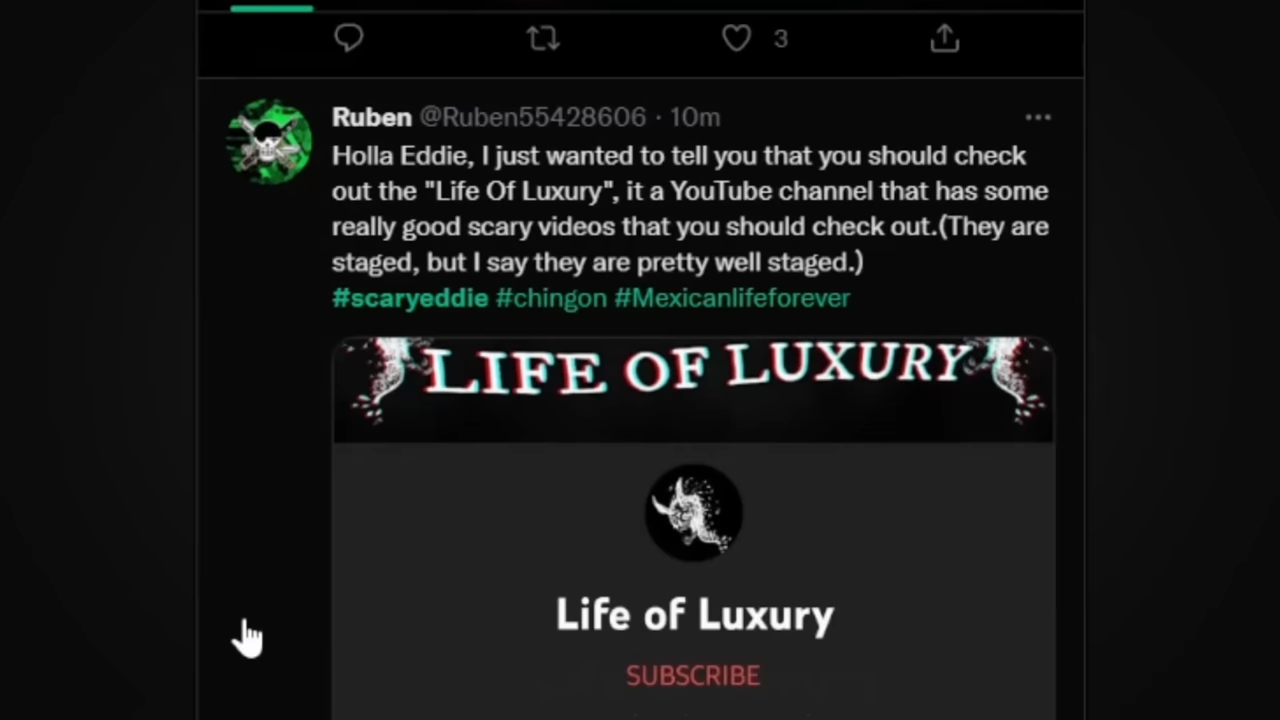 3
Ruben @Ruben55428606 · 10m
Holla Eddie, I just wanted to tell you that you should check
out the "Life Of Luxury", it a YouTube channel that has some
really good scary videos that you should check out.(They are
staged, but I say they are pretty well staged.)
#scaryeddie #chingon #Mexicanlifeforever
LIFE OF LUXURY
Life of Luxury
SUBSCRIBE